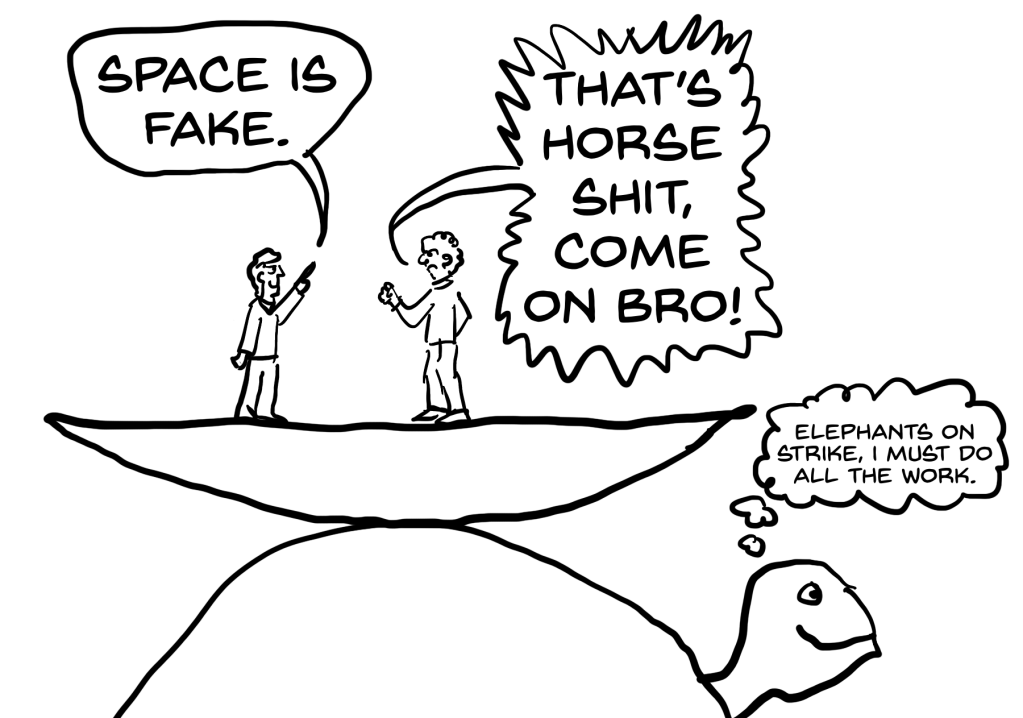 SPACE IS
FAKE.
THAT'S
HORSE
SHIT,
COME
ON BRO!
ELEPHANTS ON
STRIKE, I MUST DO
ALL THE WORK.